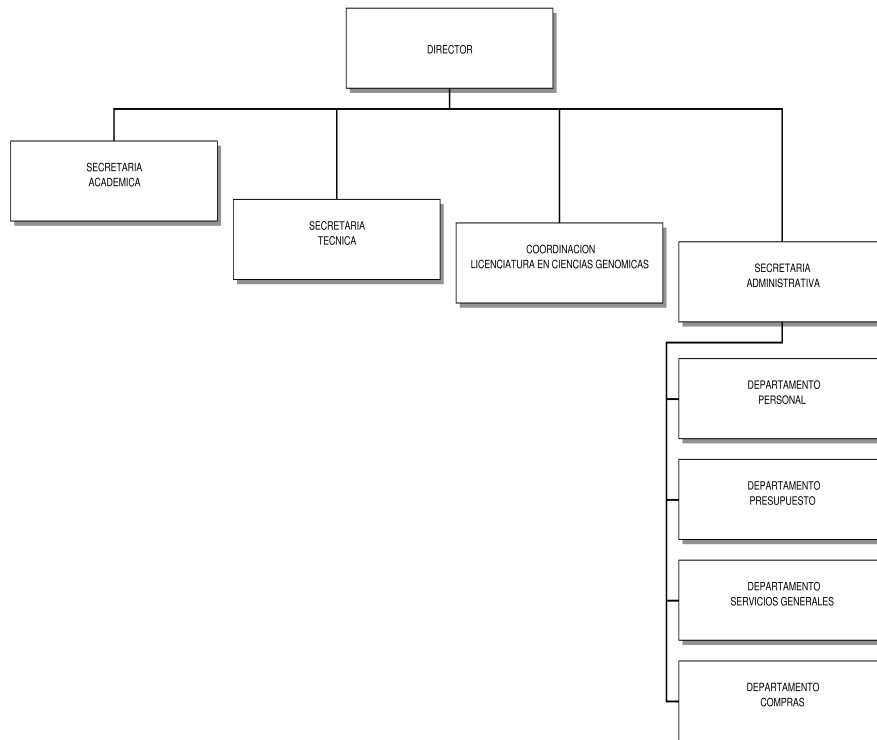 DIRECTOR
SECRETARIA
ACADEMICA
SECRETARIA
TECNICA
COORDINACION
LICENCIATURA EN CIENCIAS GENOMICAS
SECRETARIA
ADMINISTRATIVA
DEPARTAMENTO
PERSONAL
DEPARTAMENTO
PRESUPUESTO
DEPARTAMENTO
SERVICIOS GENERALES
DEPARTAMENTO
COMPRAS